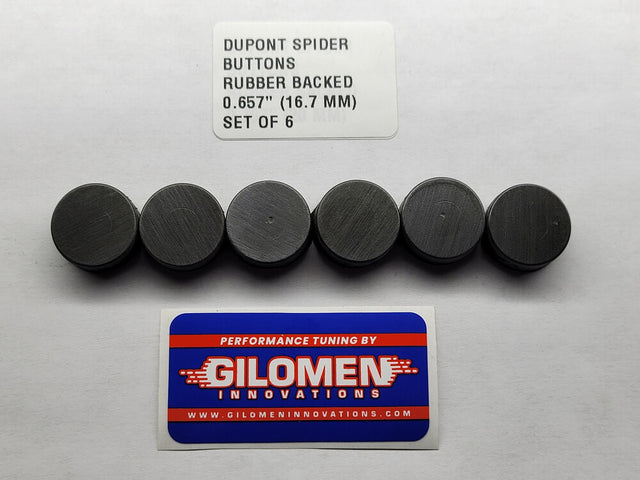 DUPONT SPIDER
BUTTONS
RUBBER BACKED
0.657" (16.7 MM)
SET OF 6
PERFORMANCE TUNING BY
GILOMEN
INNOVATIONS
WWW.GILOMENINNOVATIONS.COM